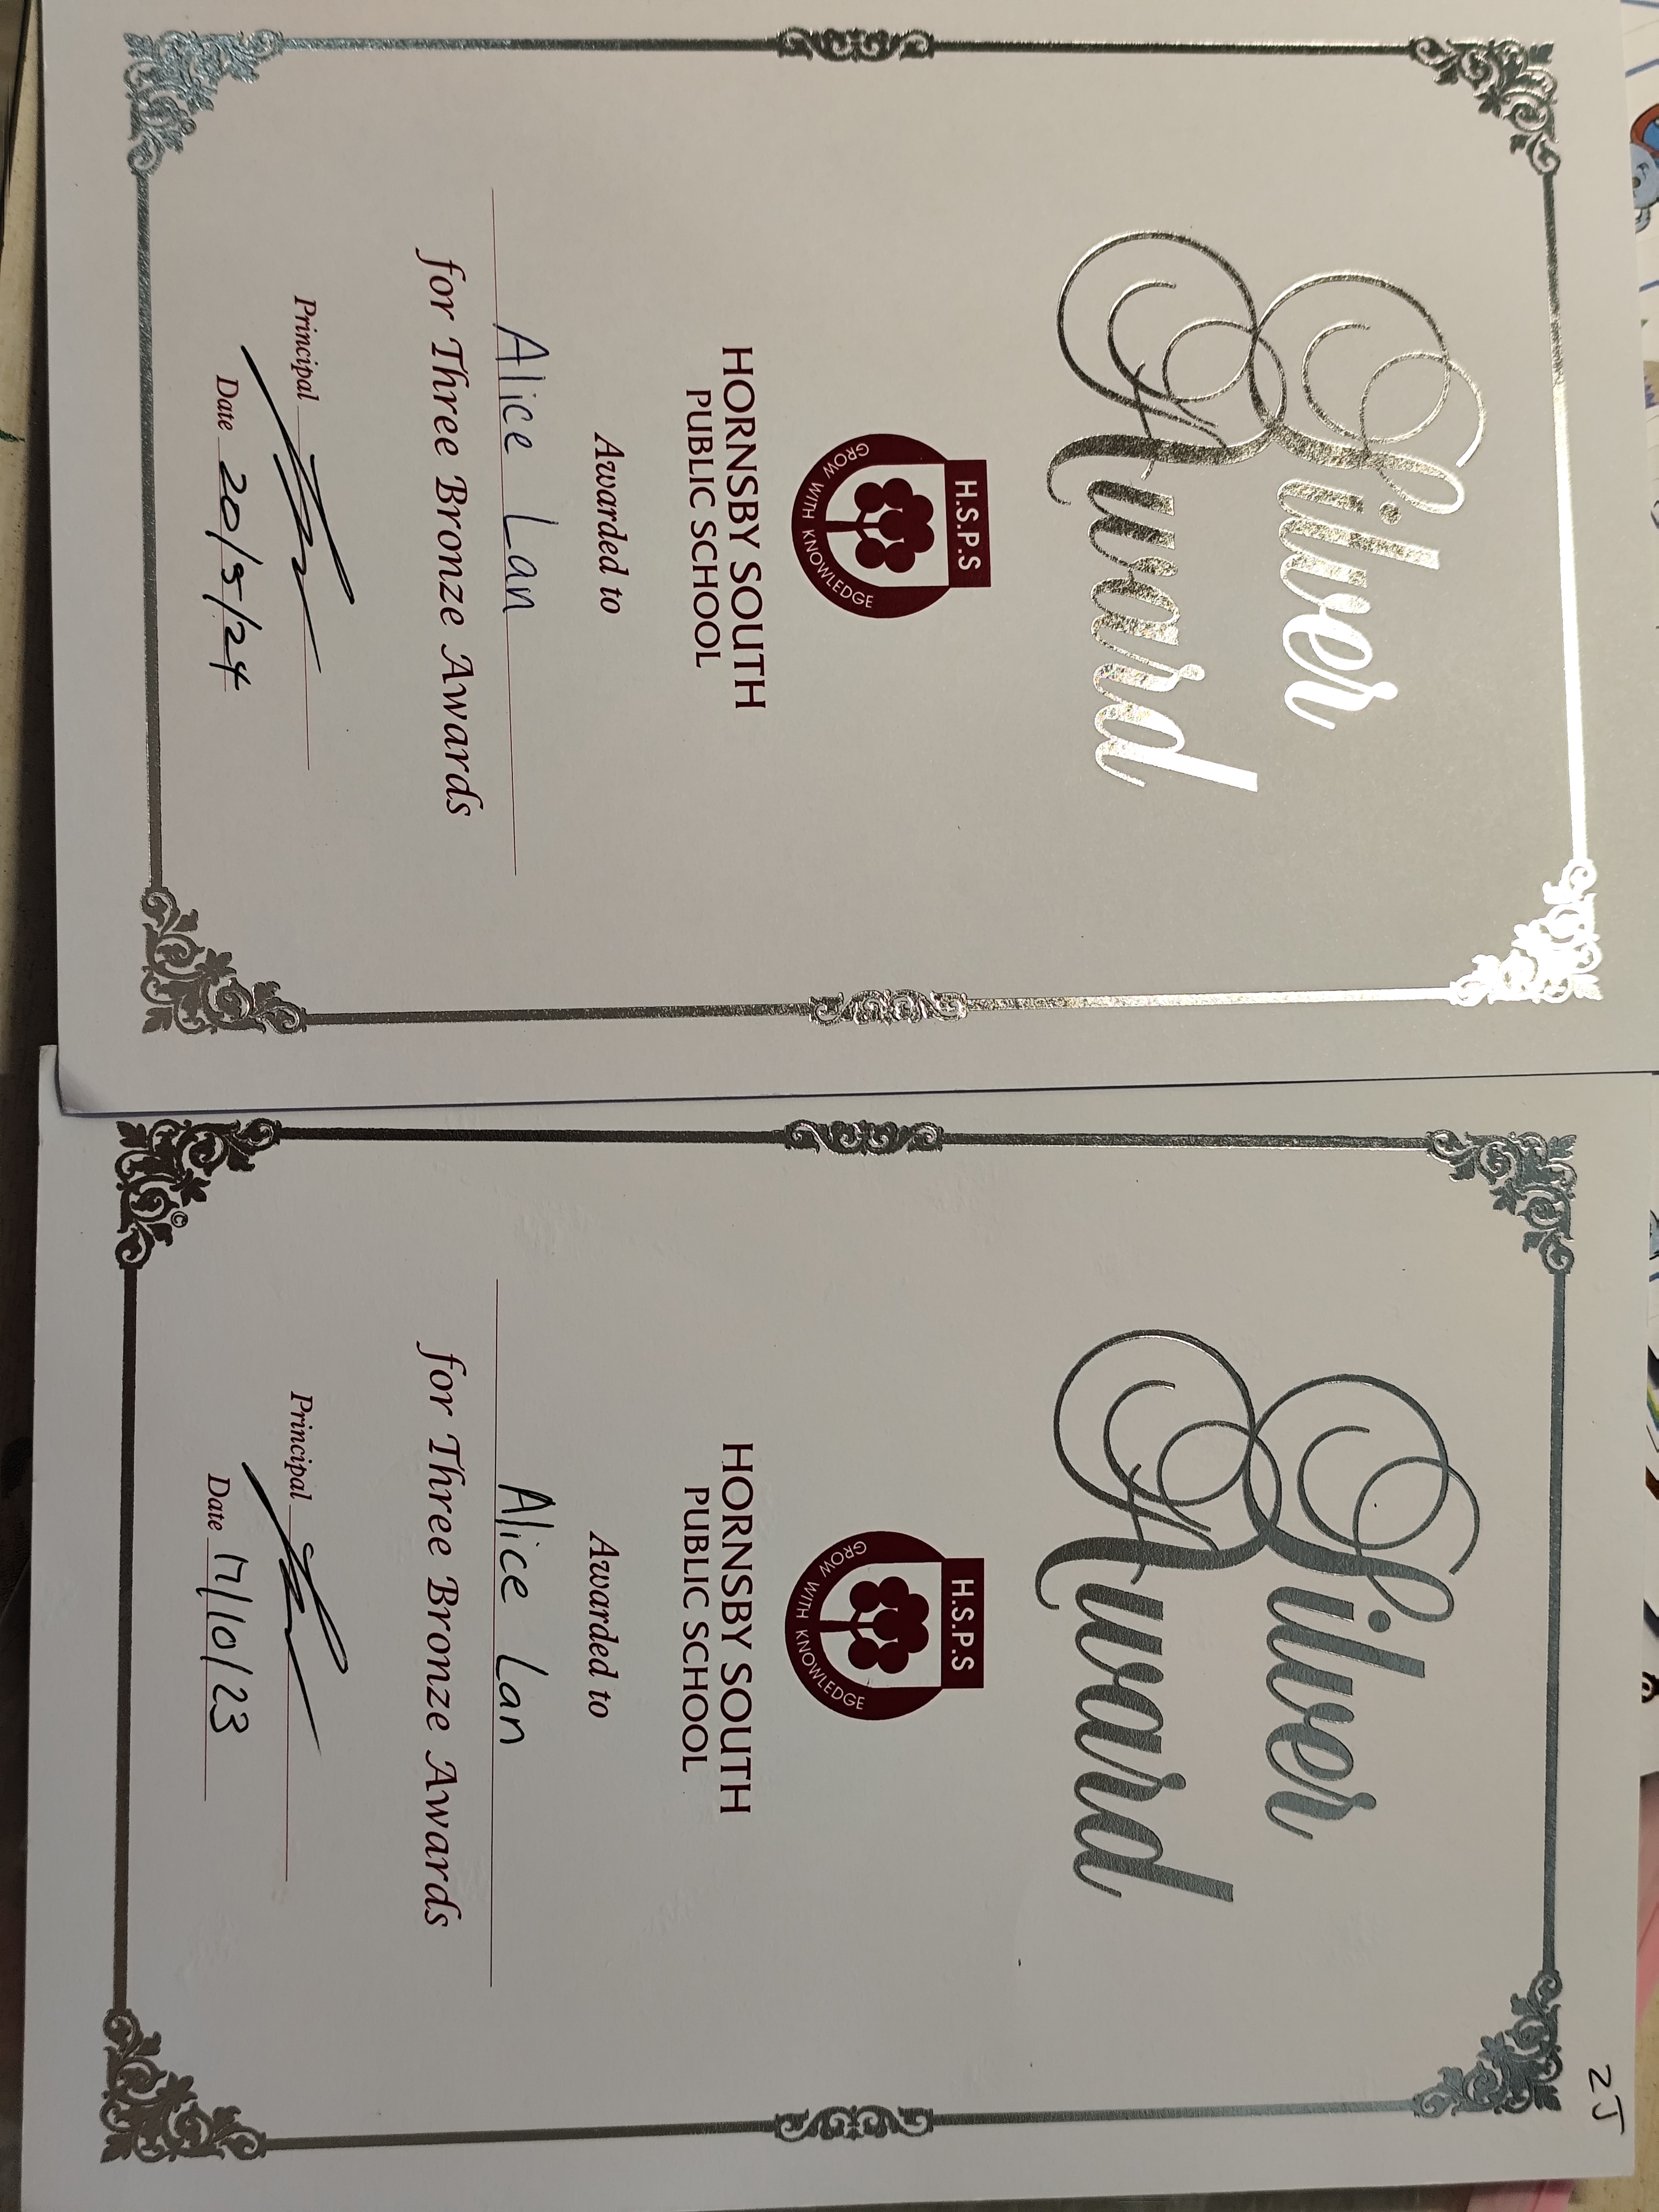 Silver
Award
H.S.P.S
GROW WITH KNOWLEDGE
HORNSBY SOUTH
PUBLIC SCHOOL
Awarded to
Alice Lan
for Three Bronze Awards
Principal
Date 20/5/24
2J
Silver
Award
H.S.P.S
GROW WITH KNOWLEDGE
HORNSBY SOUTH
PUBLIC SCHOOL
Awarded to
Alice Lan
for Three Bronze Awards
Principal
Date 17/10/23
©